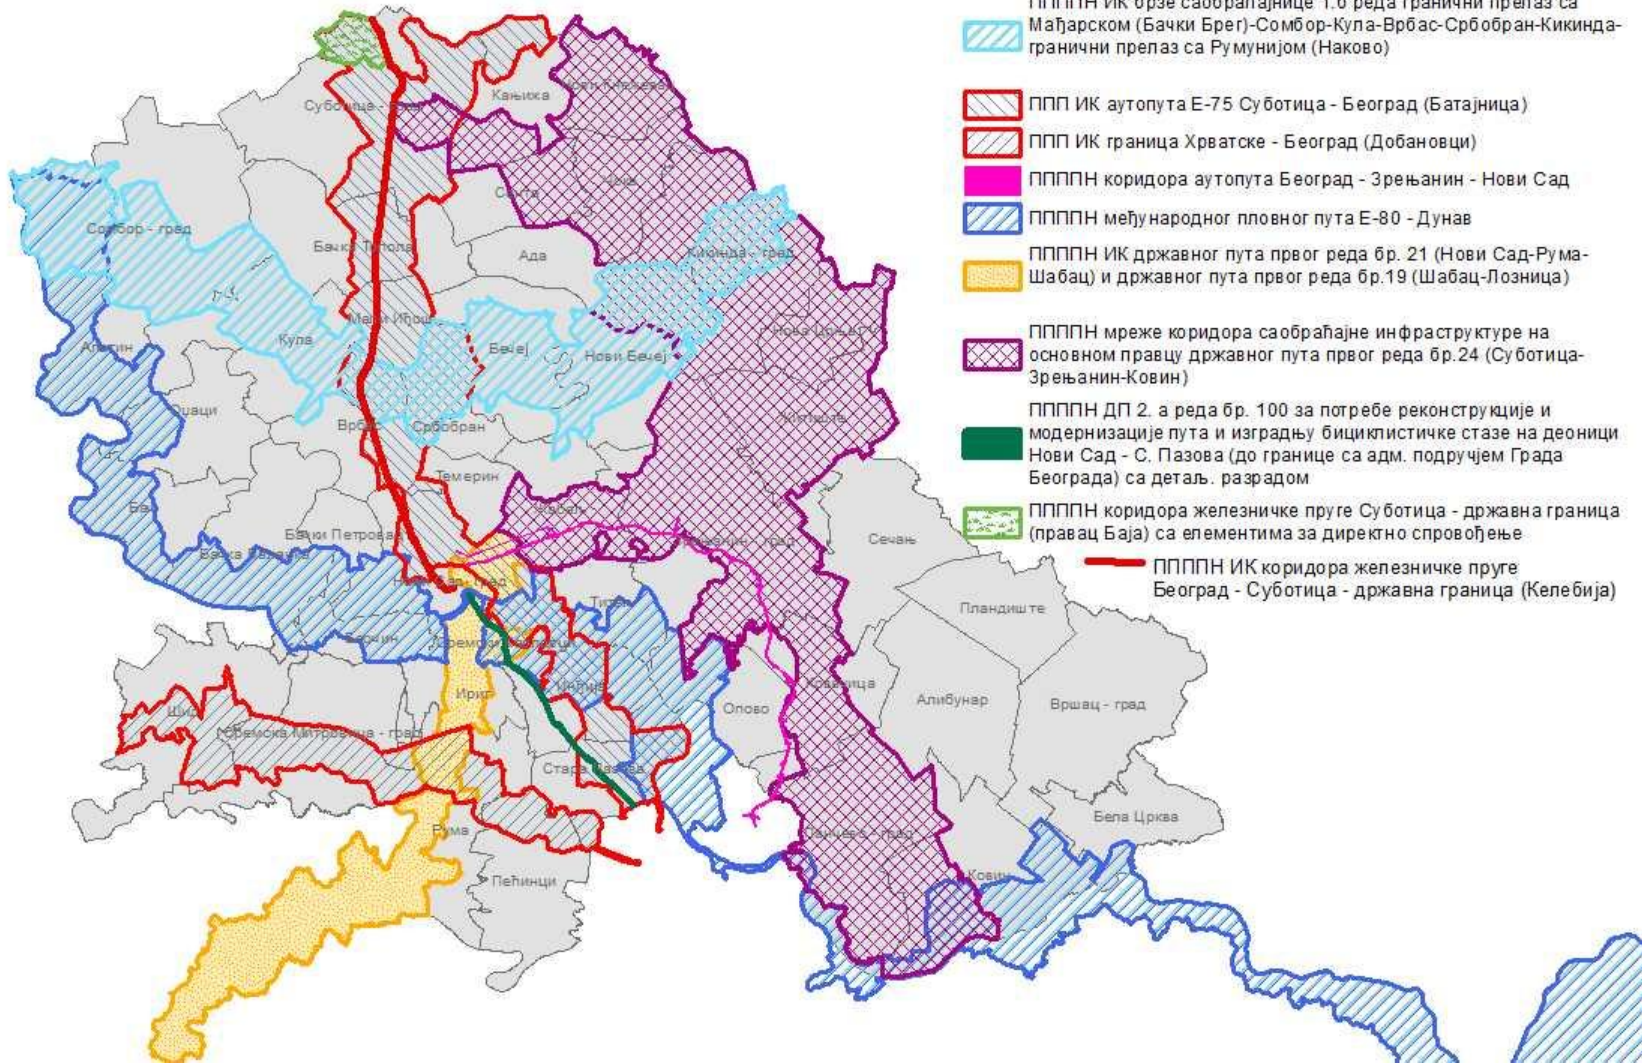 ППППН ИК брзе саобраћајнице 1.б реда гранични прелаз са
Мађарском (Бачки Брег)-Сомбор-Кула-Врбас-Србобран-Кикинда-
гранични прелаз са Румунијом (Наково)
ППП ИК аутопута Е-75 Суботица - Београд (Батајница)
ППП ИК граница Хрватске - Београд (Добановци)
ППППН коридора аутопута Београд - Зрењанин - Нови Сад
ППППН међународног пловног пута Е-80 - Дунав
ППППН ИК државног пута првог реда бр. 21 (Нови Сад-Рума-
Шабац) и државног пута првог реда бр.19 (Шабац-Лозница)
ППППН мреже коридора саобраћајне инфраструктуре на
основном правцу државног пута првог реда бр.24 (Суботица-
Зрењанин-Ковин)
ППППН ДП 2. а реда бр. 100 за потребе реконструкције и
модернизације пута и изградњу бициклистичке стазе на деоници
Нови Сад - С. Пазова (до границе са адм. подручјем Града
Београда) са детаљ. разрадом
ППППН коридора железничке пруге Суботица - државна граница
(правац Баја) са елементима за директно спровођење
ППППН ИК коридора железничке пруге
Београд - Суботица - државна граница (Келебија)
Суботица - град
Кањижа
Нови Кнежевац
Чока
Сента
Сомбор - град
Бачка Топола
Ада
Кикинда - град
Мали Иђош
Кула
Бечеј
Нови Бечеј
Нова Црња
Апатин
Оџаци
Врбас
Србобран
Житиште
Темерин
Жабаљ
Бачки Петровац
Бачка Паланка
Зрењанин - град
Сечањ
Нови Сад - град
Тител
Пландиште
Беочин
Сремски Карловци
Ириг
Инђија
Ковачица
Опово
Алибунар
Вршац - град
Шид
Сремска Митровица - град
Стара Пазова
Рума
Панчево - град
Бела Црква
Пећинци
Ковин